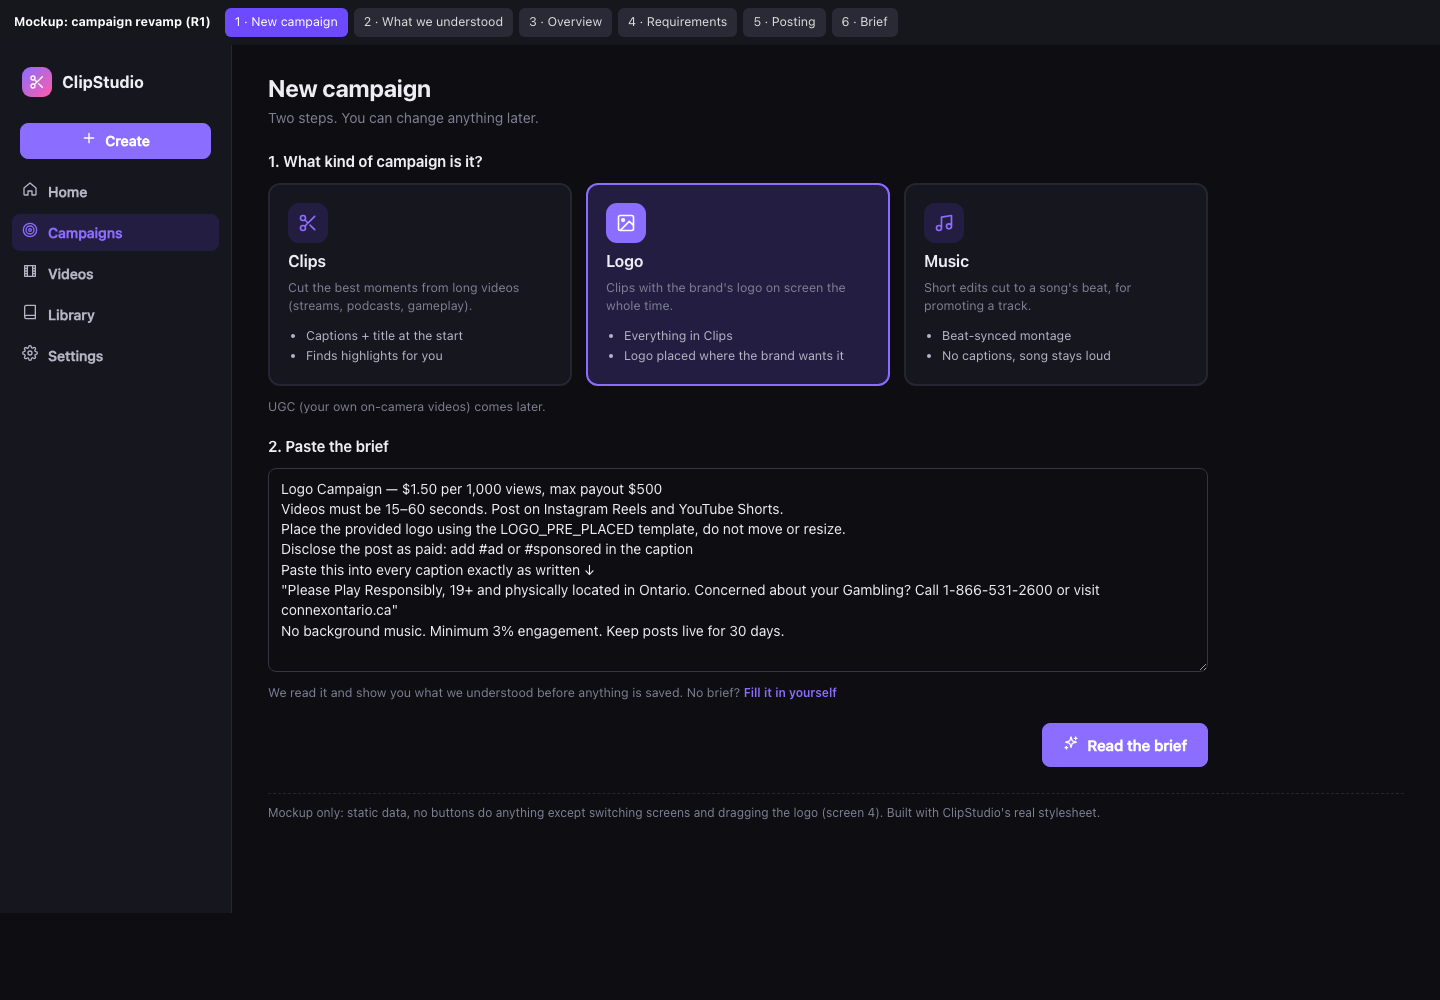 Mockup: campaign revamp (R1)
1 · New campaign
2 · What we understood
3 · Overview
4 · Requirements
5 · Posting
6 · Brief
ClipStudio
Create
Home
Campaigns
Videos
Library
Settings
New campaign
Two steps. You can change anything later.
1. What kind of campaign is it?
Clips
Cut the best moments from long videos
(streams, podcasts, gameplay).
• Captions + title at the start
• Finds highlights for you
Logo
Clips with the brand's logo on screen the
whole time.
• Everything in Clips
• Logo placed where the brand wants it
Music
Short edits cut to a song's beat, for
promoting a track.
• Beat-synced montage
• No captions, song stays loud
UGC (your own on-camera videos) comes later.
2. Paste the brief
Logo Campaign — $1.50 per 1,000 views, max payout $500
Videos must be 15–60 seconds. Post on Instagram Reels and YouTube Shorts.
Place the provided logo using the LOGO_PRE_PLACED template, do not move or resize.
Disclose the post as paid: add #ad or #sponsored in the caption
Paste this into every caption exactly as written ↓
"Please Play Responsibly, 19+ and physically located in Ontario. Concerned about your Gambling? Call 1-866-531-2600 or visit
connexontario.ca"
No background music. Minimum 3% engagement. Keep posts live for 30 days.
We read it and show you what we understood before anything is saved. No brief? Fill it in yourself
Read the brief
Mockup only: static data, no buttons do anything except switching screens and dragging the logo (screen 4). Built with ClipStudio's real stylesheet.